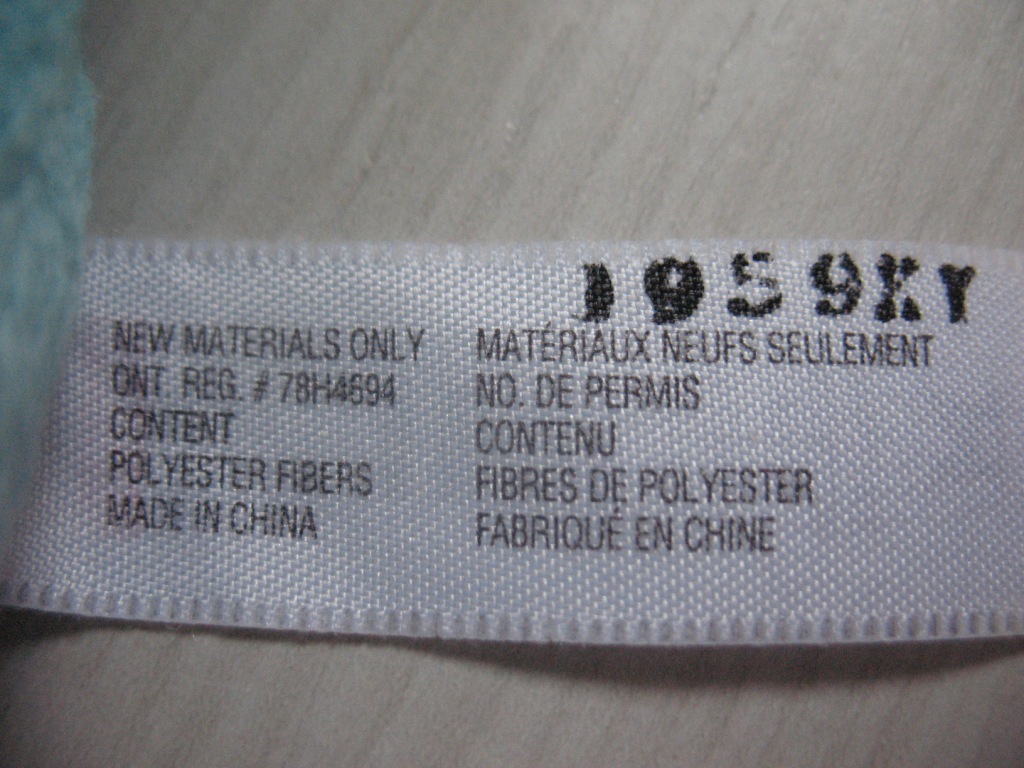 1959KY
NEW MATERIALS ONLY
ONT REG. # 78H4694
CONTENT
POLYESTER FIBERS
MADE IN CHINA
MATÉRIAUX NEUFS SEULEMENT
NO. DE PERMIS
CONTENU
FIBRES DE POLYESTER
FABRIQUÉ EN CHINE